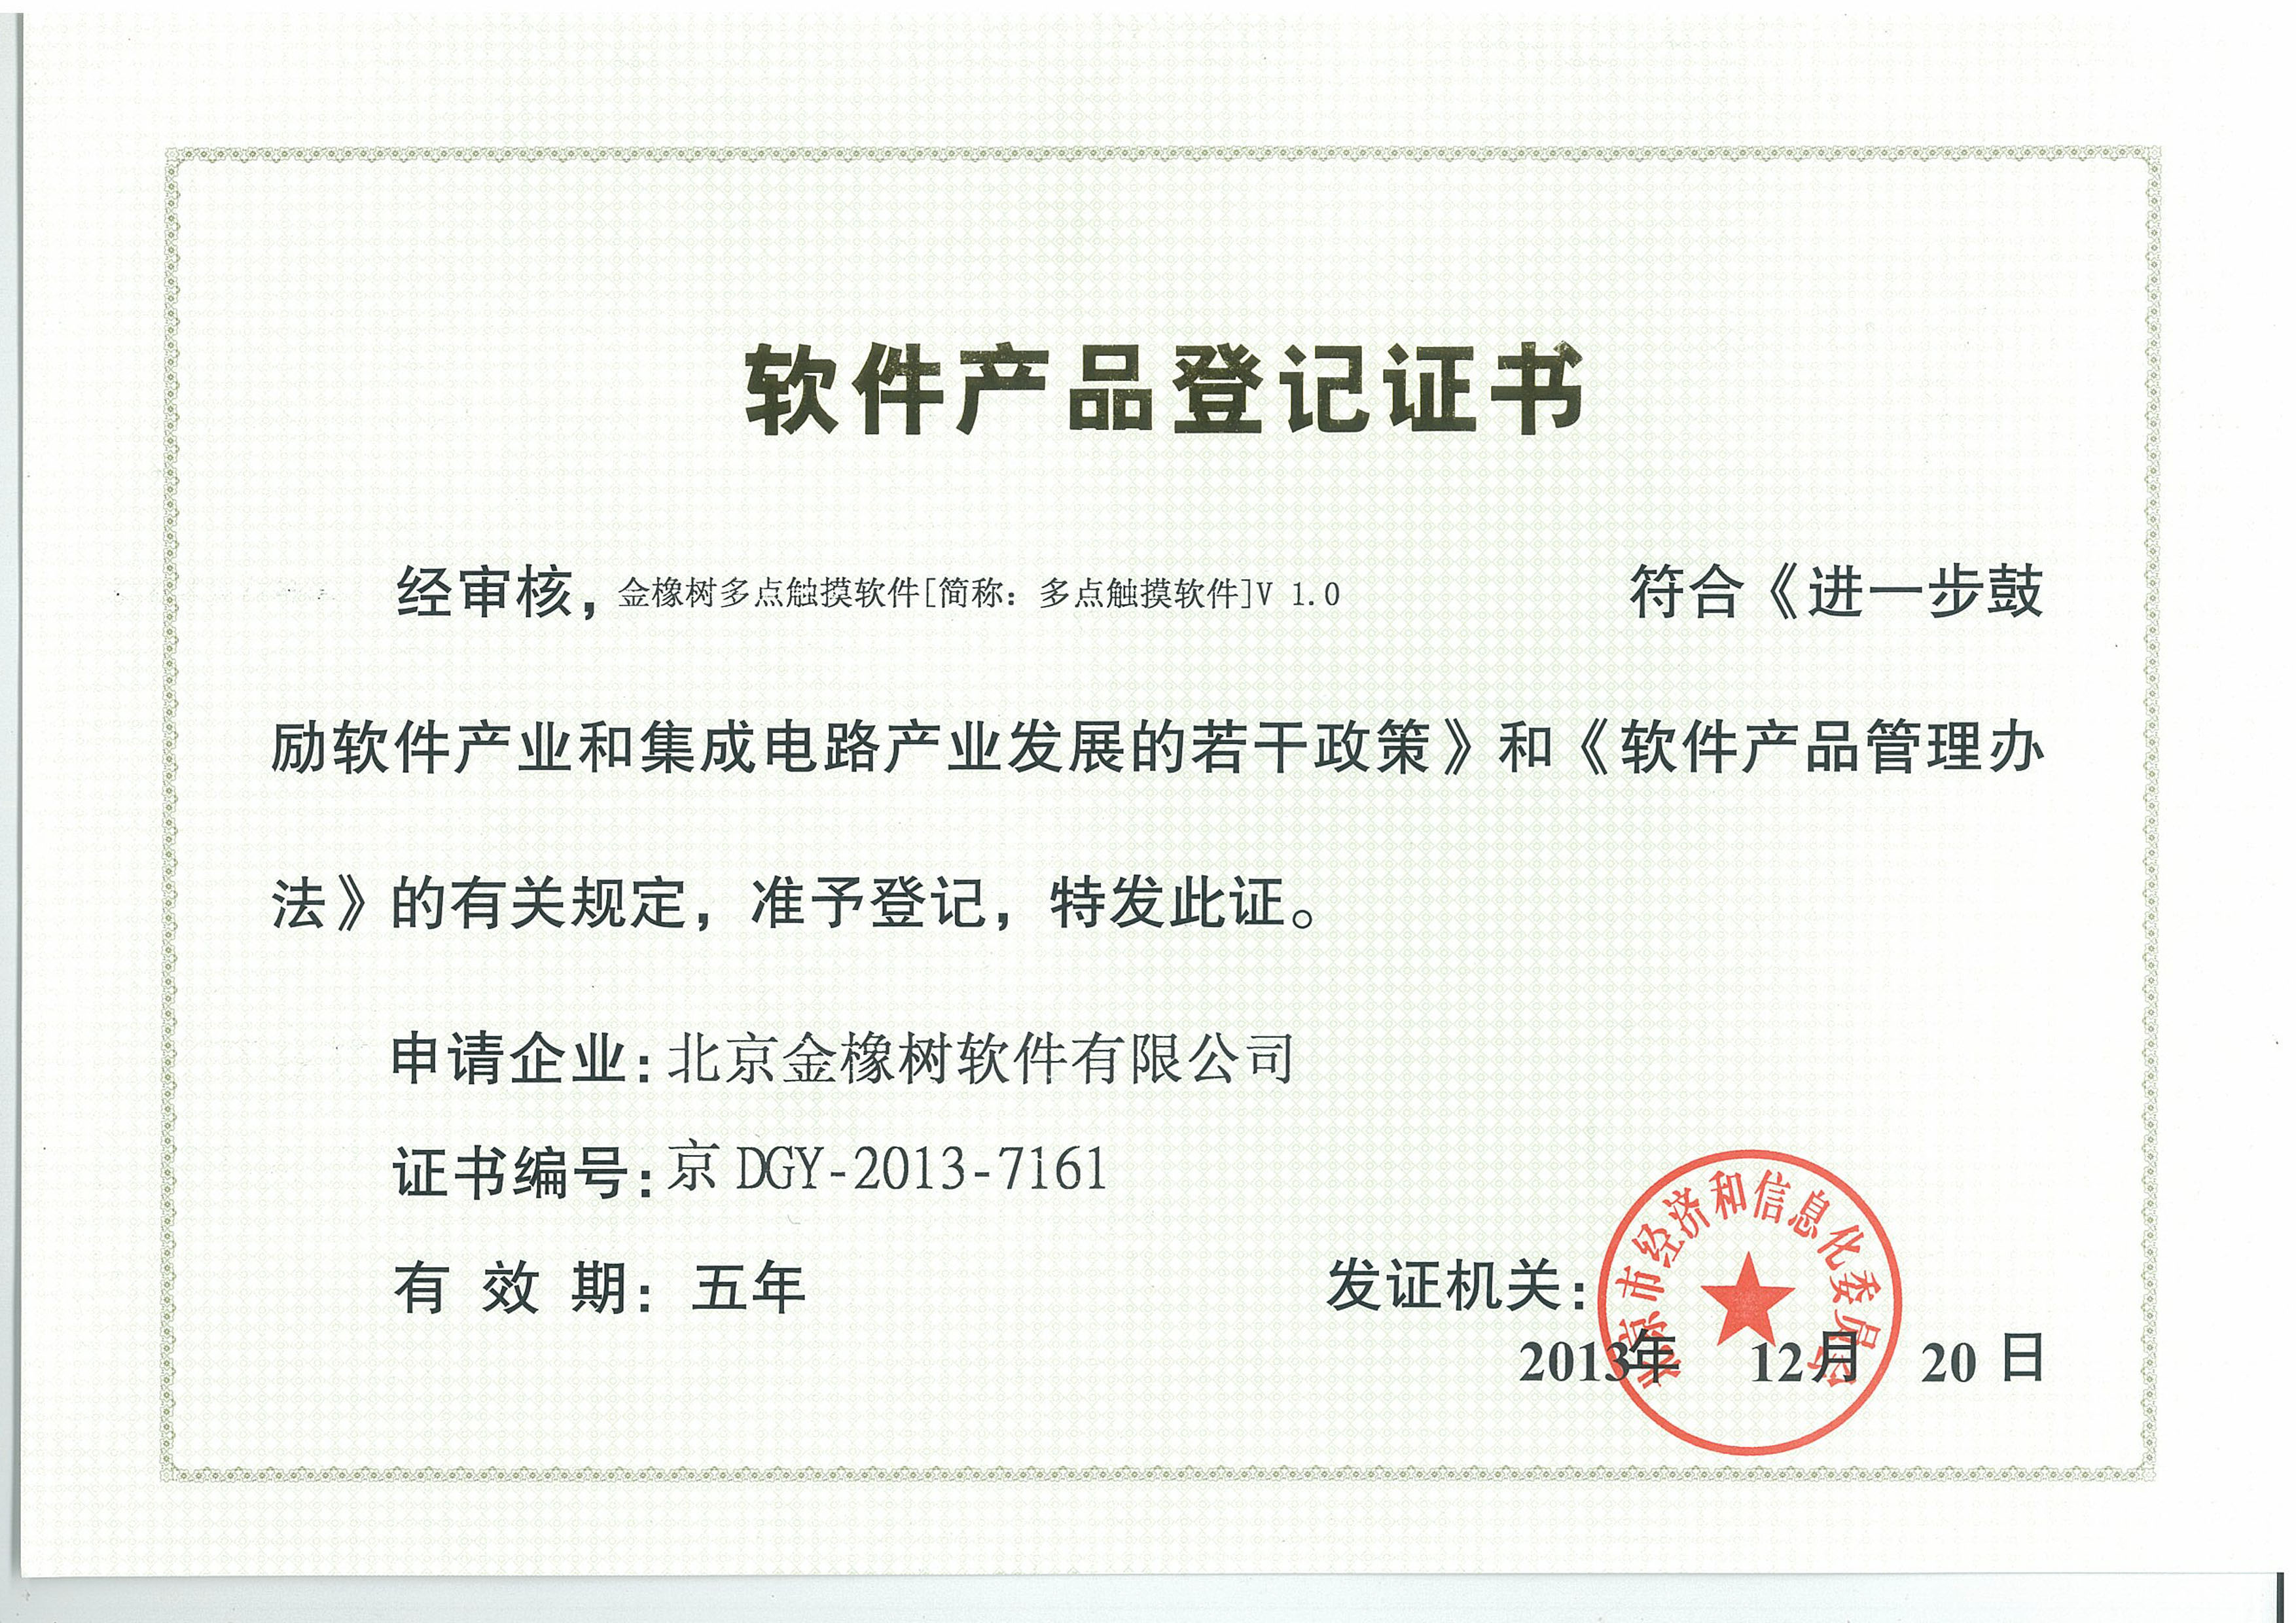 软件产品登记证书
经审核，金橡树多点触摸软件[简称：多点触摸软件]V 1.0 符合《进一步鼓
励软件产业和集成电路产业发展的若干政策》和《软件产品管理办
法》的有关规定，准予登记，特发此证。
申请企业：北京金橡树软件有限公司
证书编号：京 DGY-2013-7161
有 效 期： 五年
发证机关：
北京市经济和信息化委员会
2013年 12月 20日